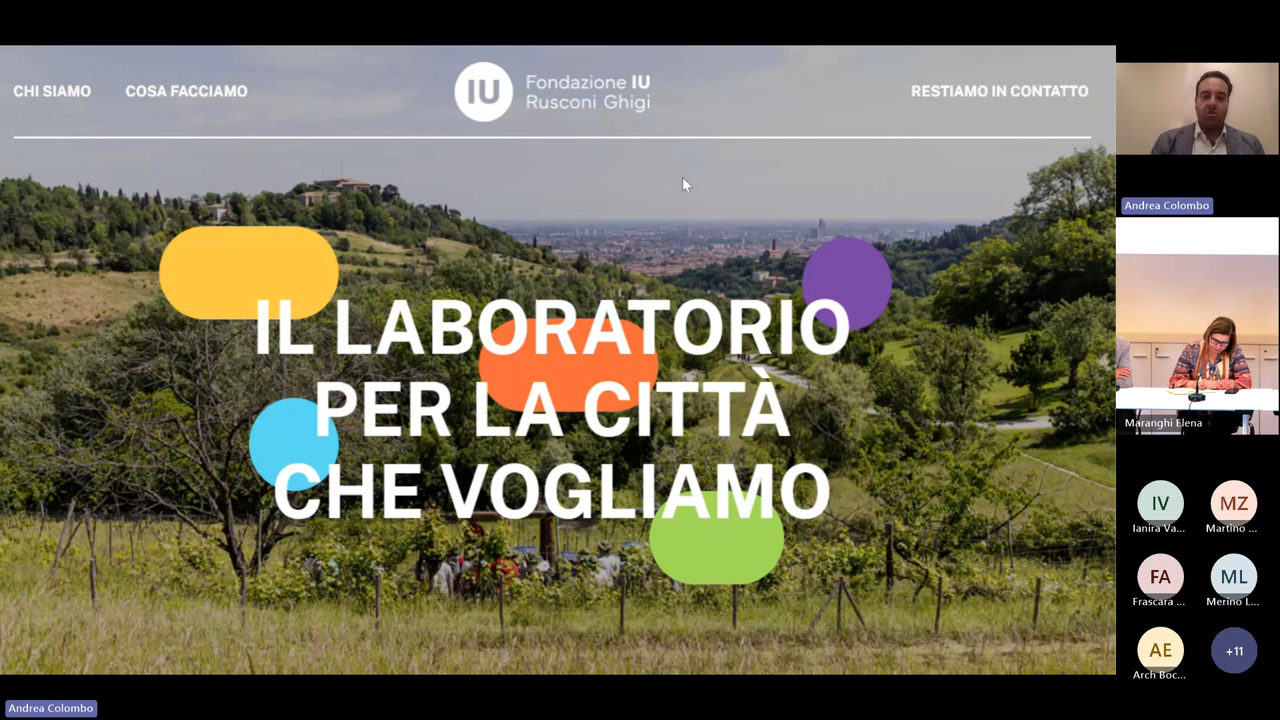 CHI SIAMO
COSA FACCIAMO
IU
Fondazione IU
Rusconi Ghigi
RESTIAMO IN CONTATTO
IL LABORATORIO
PER LA CITTÀ
CHE VOGLIAMO
Andrea Colombo
Andrea Colombo
Maranghi Elena
IV
Ianira Va...
MZ
Martino ...
FA
Frascara ...
ML
Merino L...
AE
Arch Boc...
+11